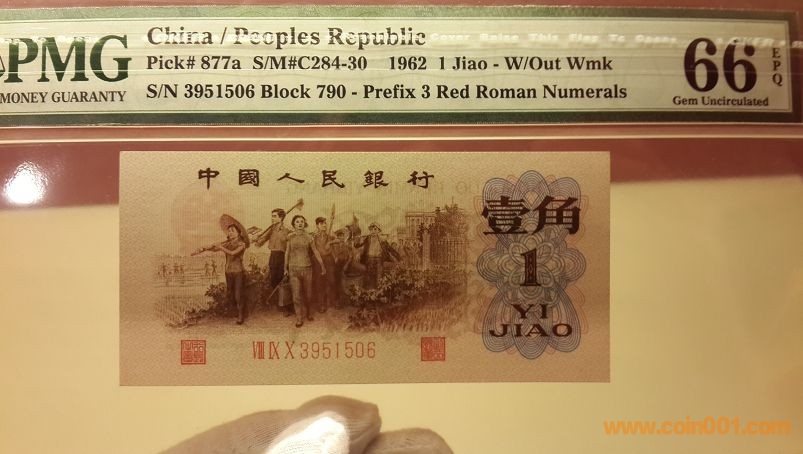 PMG
MONEY GUARANTY
China / Peoples Republic
Pick# 877a S/M#C284-30 1962 1 Jiao - W/Out Wmk
S/N 3951506 Block 790 - Prefix 3 Red Roman Numerals
66
EPQ
Gem Uncirculated
中國人民銀行
壹角
1
YI
JIAO
VIII IX X 3951506
www.coin001.com